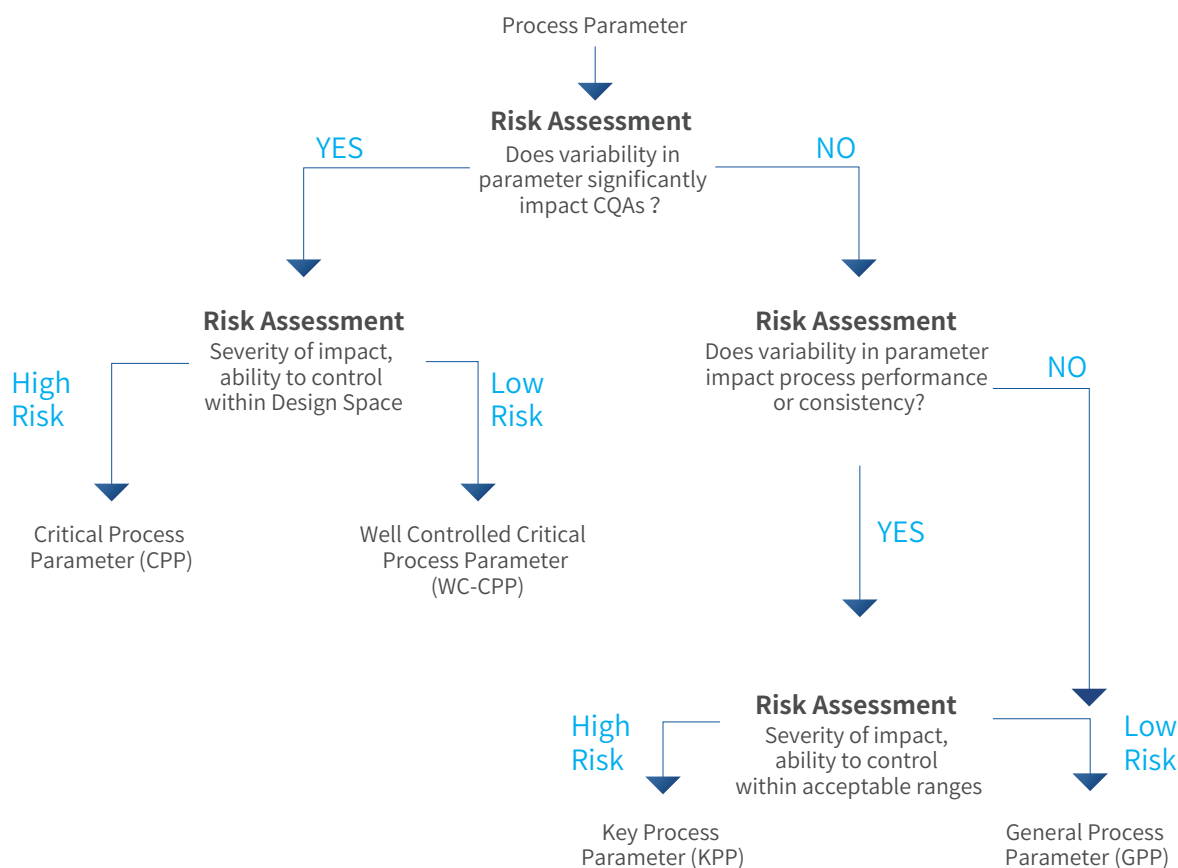 Process Parameter
Risk Assessment
YES
NO
Does variability in
parameter significantly
impact CQAs ?
Risk Assessment
Severity of impact,
ability to control
within Design Space
High
Risk
Low
Risk
Risk Assessment
Does variability in parameter
impact process performance
or consistency?
NO
YES
Critical Process
Parameter (CPP)
Well Controlled Critical
Process Parameter
(WC-CPP)
Risk Assessment
Severity of impact,
ability to control
within acceptable ranges
High
Risk
Low
Risk
Key Process
Parameter (KPP)
General Process
Parameter (GPP)